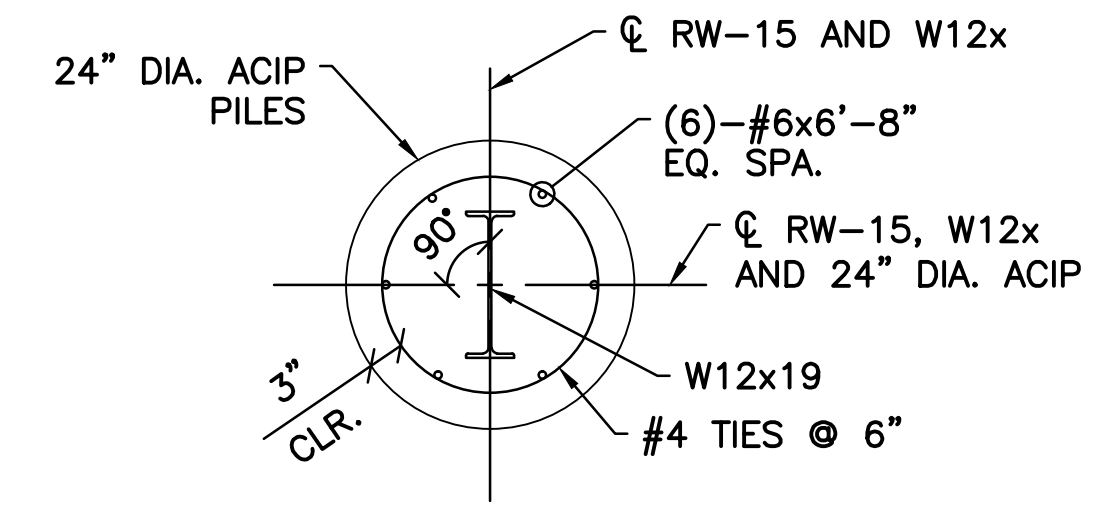 ℄ RW-15 AND W12x
24" DIA. ACIP
PILES
(6)-#6x6'-8"
EQ. SPA.
90°
℄ RW-15, W12x
AND 24" DIA. ACIP
3"
CLR.
W12x19
#4 TIES @ 6"